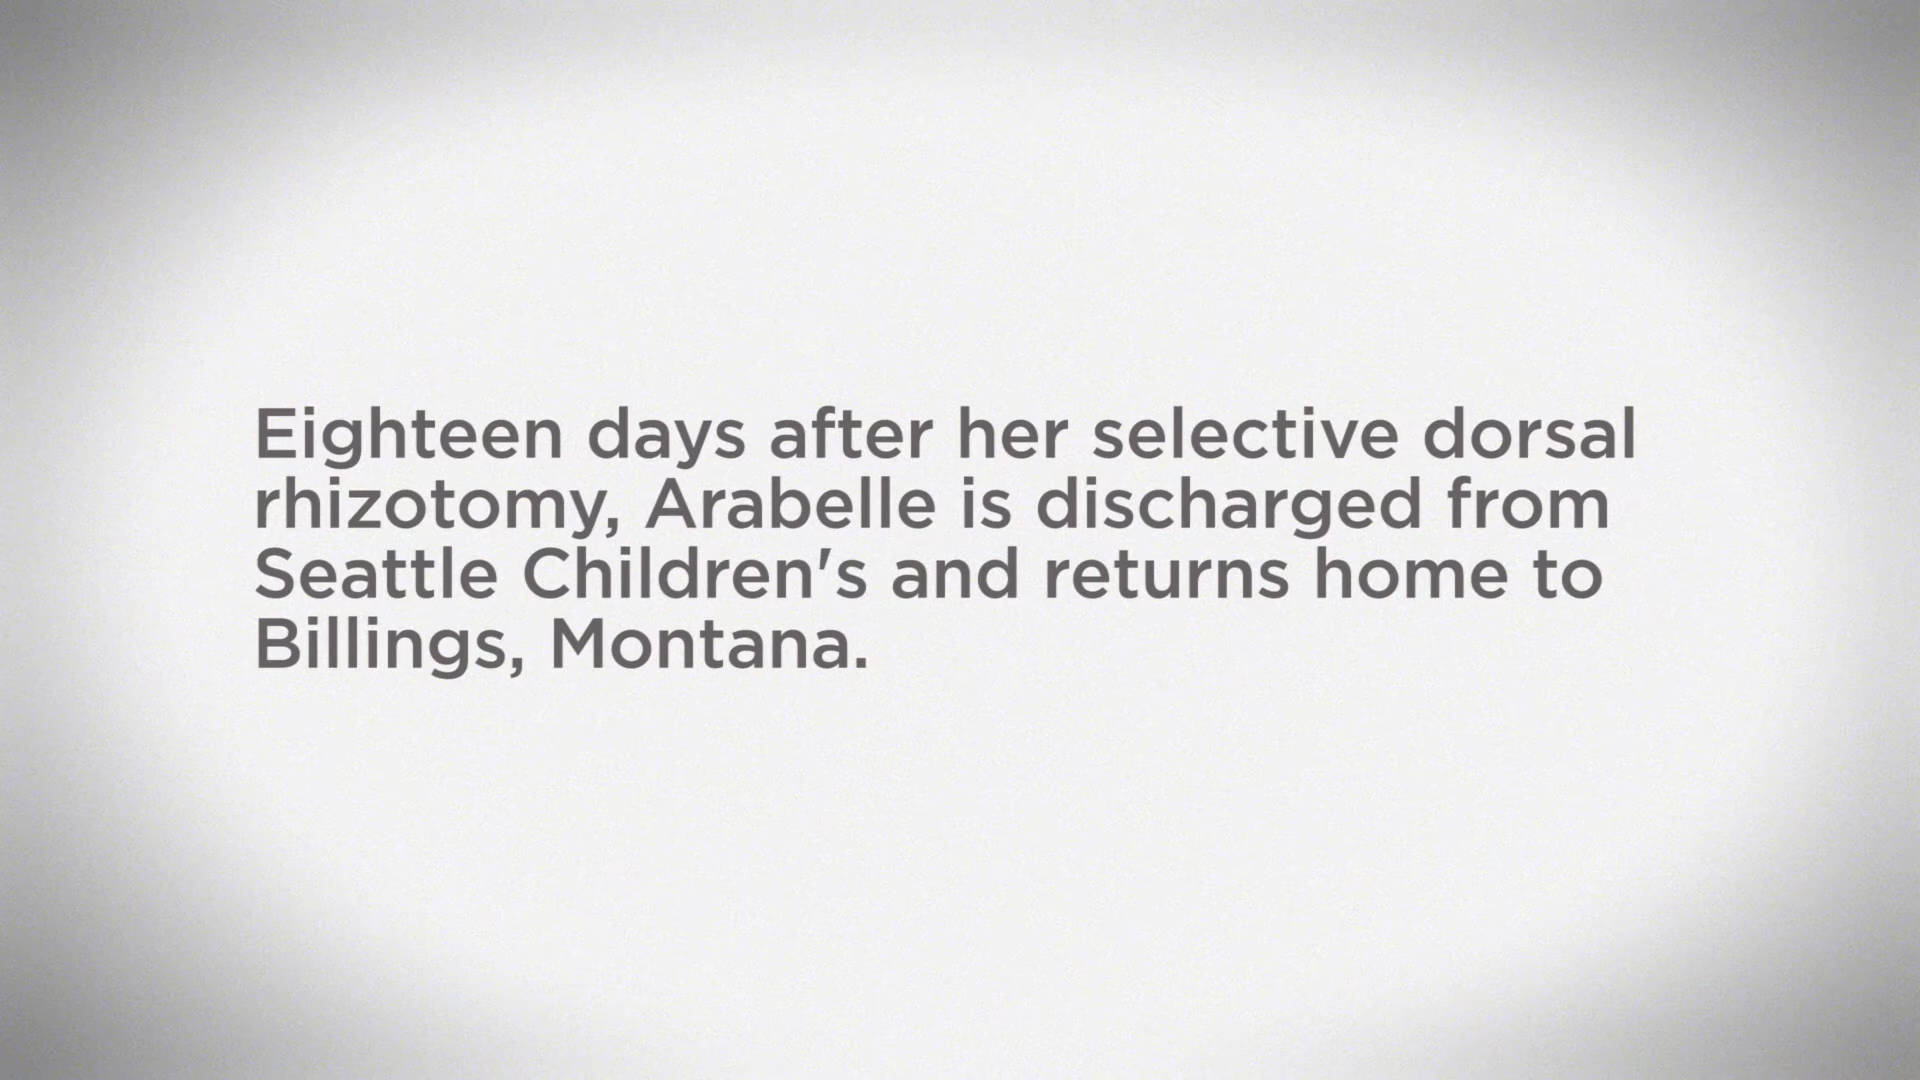 Eighteen days after her selective dorsal
rhizotomy, Arabelle is discharged from
Seattle Children's and returns home to
Billings, Montana.